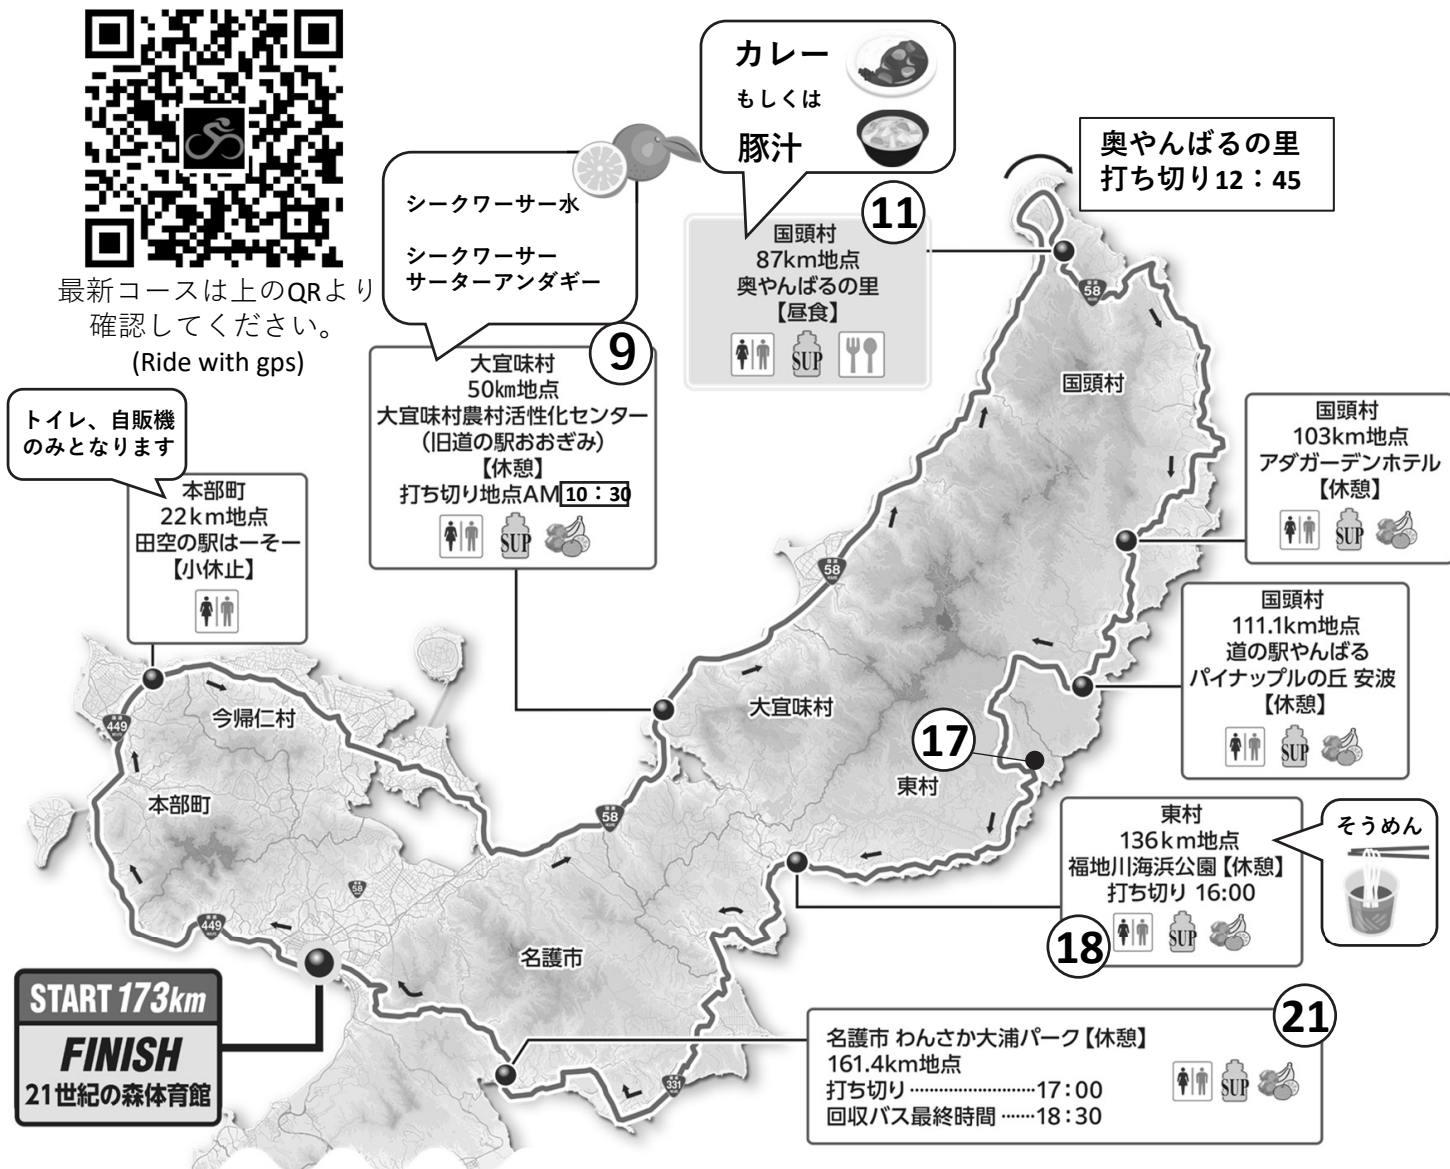 最新コースは上のQRより
確認してください。
(Ride with gps)
カレー
もしくは
豚汁
奥やんばるの里
打ち切り12：45
シークワーサー水
シークワーサー
サーターアンダギー
11
国頭村
87km地点
奥やんばるの里
【昼食】
SUP
9
大宜味村
50km地点
大宜味村農村活性化センター
（旧道の駅おおぎみ）
【休憩】
打ち切り地点AM10：30
SUP
トイレ、自販機
のみとなります
本部町
22km地点
田空の駅はーそー
【小休止】
国頭村
103km地点
アダガーデンホテル
【休憩】
SUP
国頭村
111.1km地点
道の駅やんばる
パイナップルの丘 安波
【休憩】
SUP
東村
136km地点
福地川海浜公園【休憩】
打ち切り 16:00
SUP
18
そうめん
21
名護市 わんさか大浦パーク【休憩】
161.4km地点
打ち切り……………………17:00
回収バス最終時間……18:30
SUP
START 173km
FINISH
21世紀の森体育館
58
国頭村
58
大宜味村
今帰仁村
449
本部町
17
東村
58
58
449
名護市
331